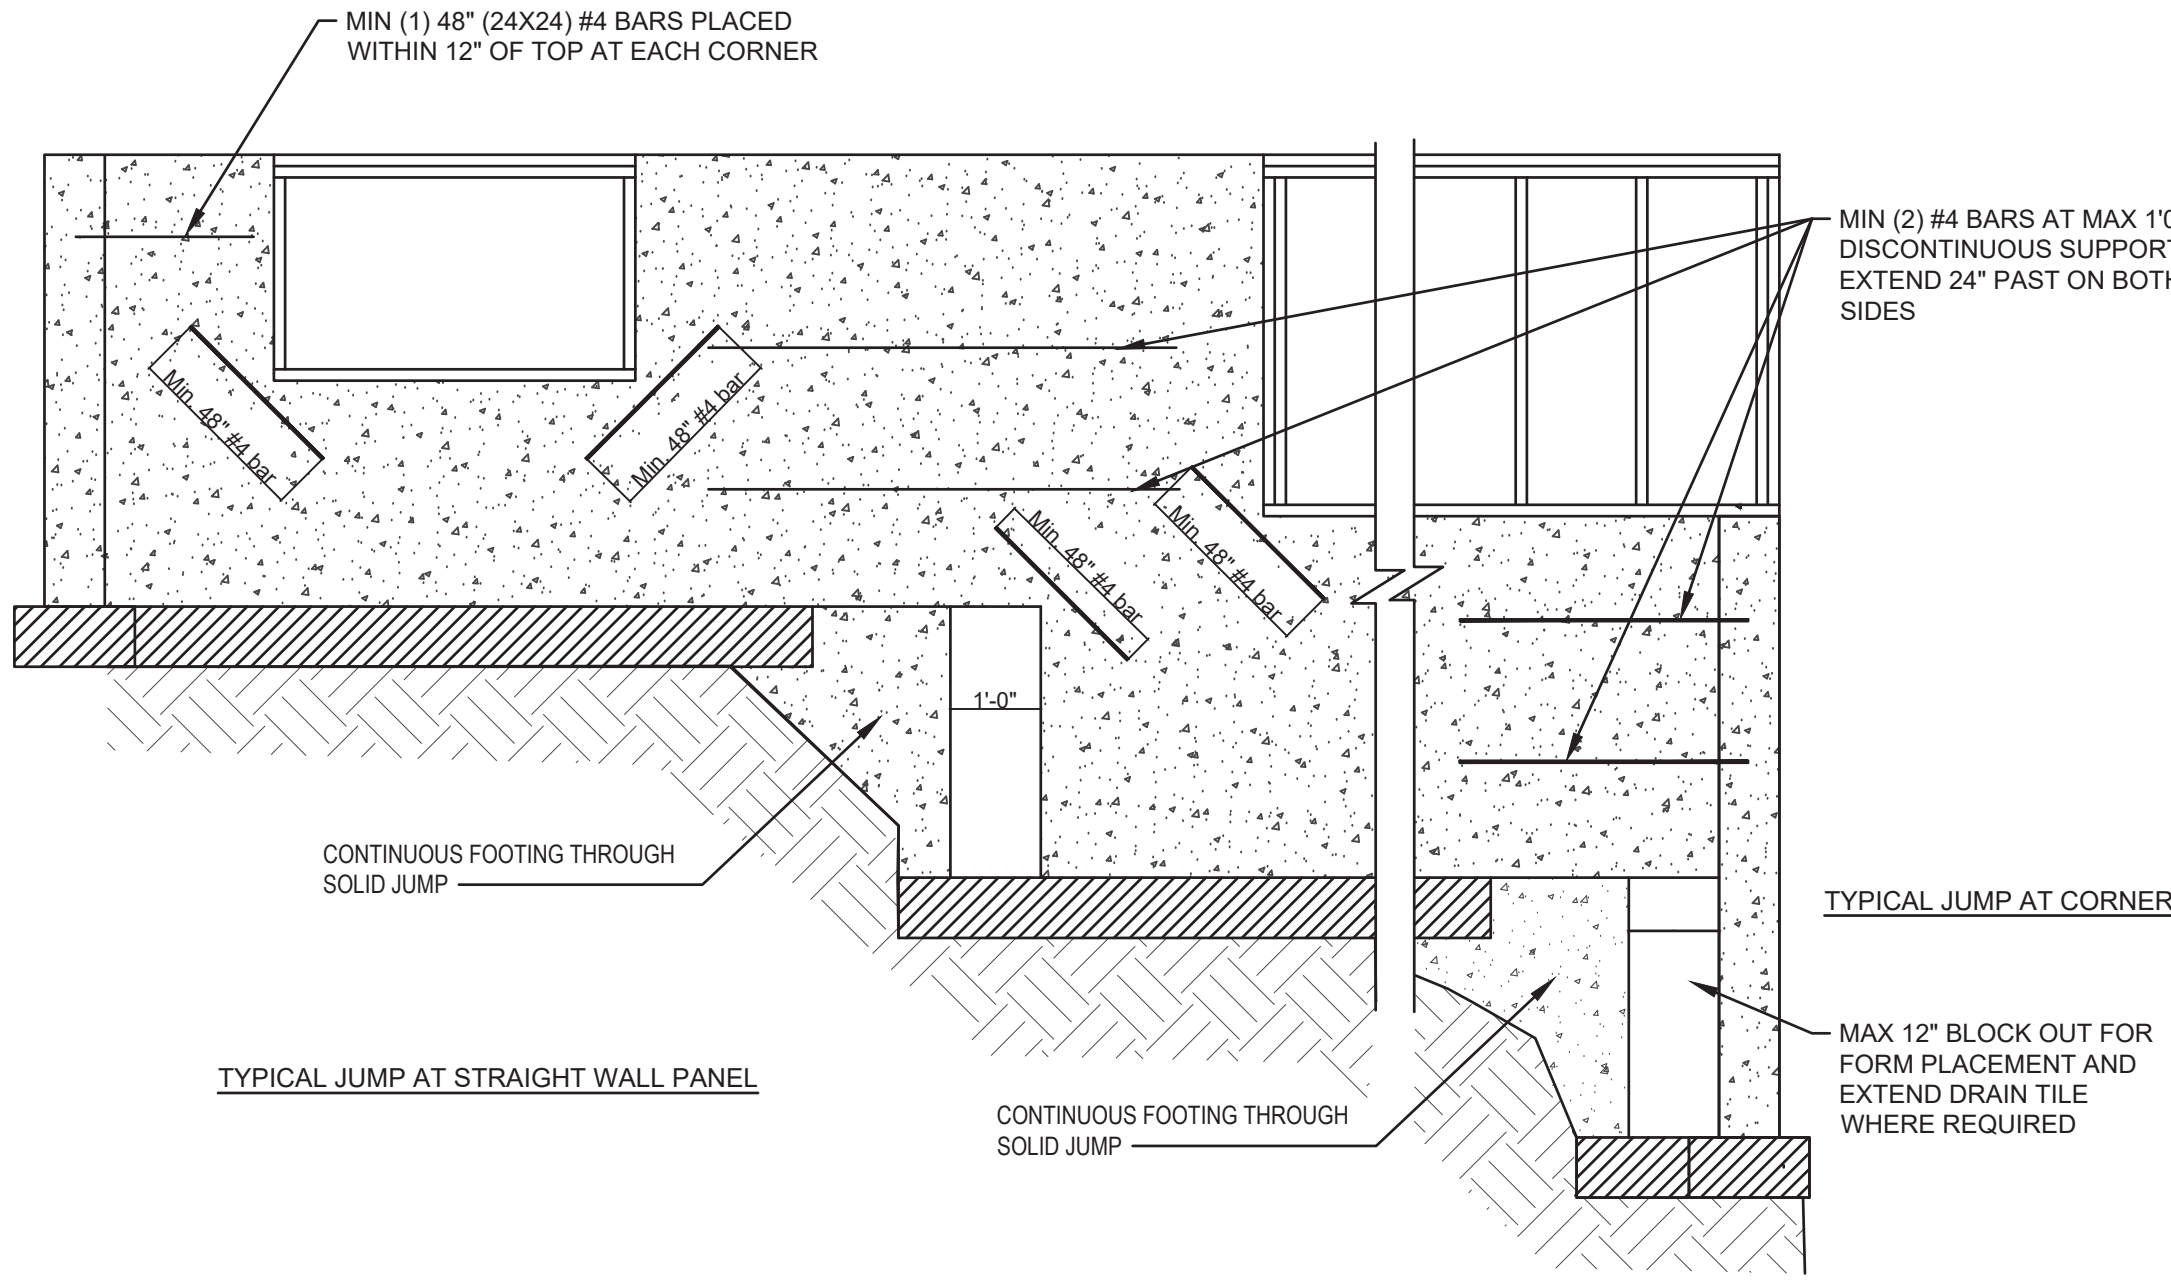 MIN (1) 48" (24X24) #4 BARS PLACED
WITHIN 12" OF TOP AT EACH CORNER
MIN (2) #4 BARS AT MAX 1'0
DISCONTINUOUS SUPPORT
EXTEND 24" PAST ON BOTH
SIDES
Min. 48" #4 bar
Min. 48" #4 bar
Min. 48" #4 bar
Min. 48" #4 bar
1'-0"
CONTINUOUS FOOTING THROUGH
SOLID JUMP
TYPICAL JUMP AT CORNER
MAX 12" BLOCK OUT FOR
FORM PLACEMENT AND
EXTEND DRAIN TILE
WHERE REQUIRED
TYPICAL JUMP AT STRAIGHT WALL PANEL
CONTINUOUS FOOTING THROUGH
SOLID JUMP